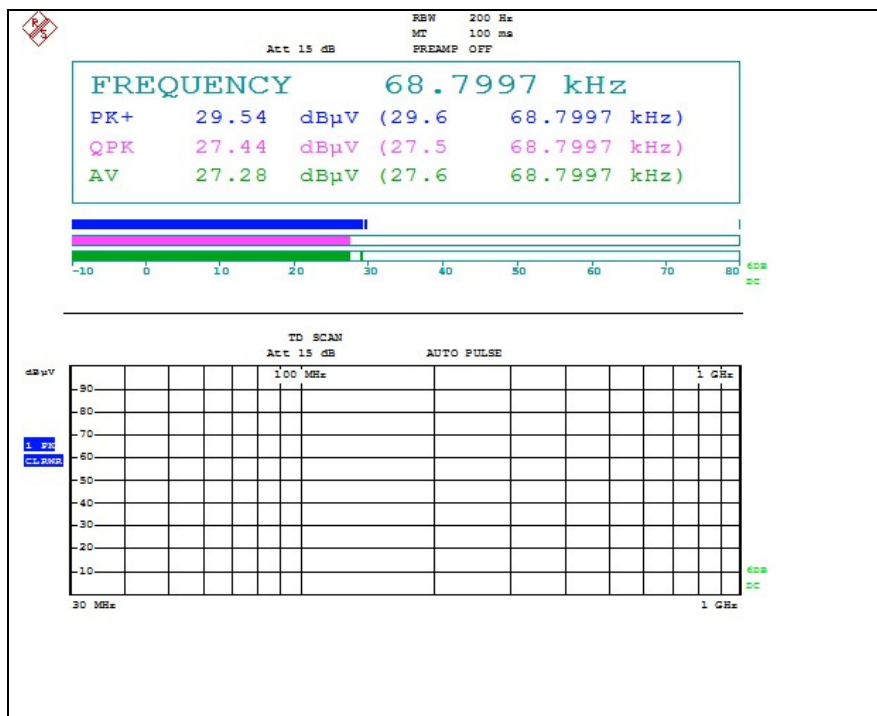 R S
RBW 200 Hz
MT 100 ms
Att 15 dB PREAMP OFF
FREQUENCY 68.7997 kHz
PK+ 29.54 dBµV (29.6 68.7997 kHz)
QPK 27.44 dBµV (27.5 68.7997 kHz)
AV 27.28 dBµV (27.6 68.7997 kHz)
-10 0 10 20 30 40 50 60 70 80
6DB
DC
TD SCAN
Att 15 dB AUTO PULSE
dBµV
100 MHz 1 GHz
90
80
70
1 PK
CLRWR
60
50
40
30
20
10
6DB
DC
30 MHz 1 GHz